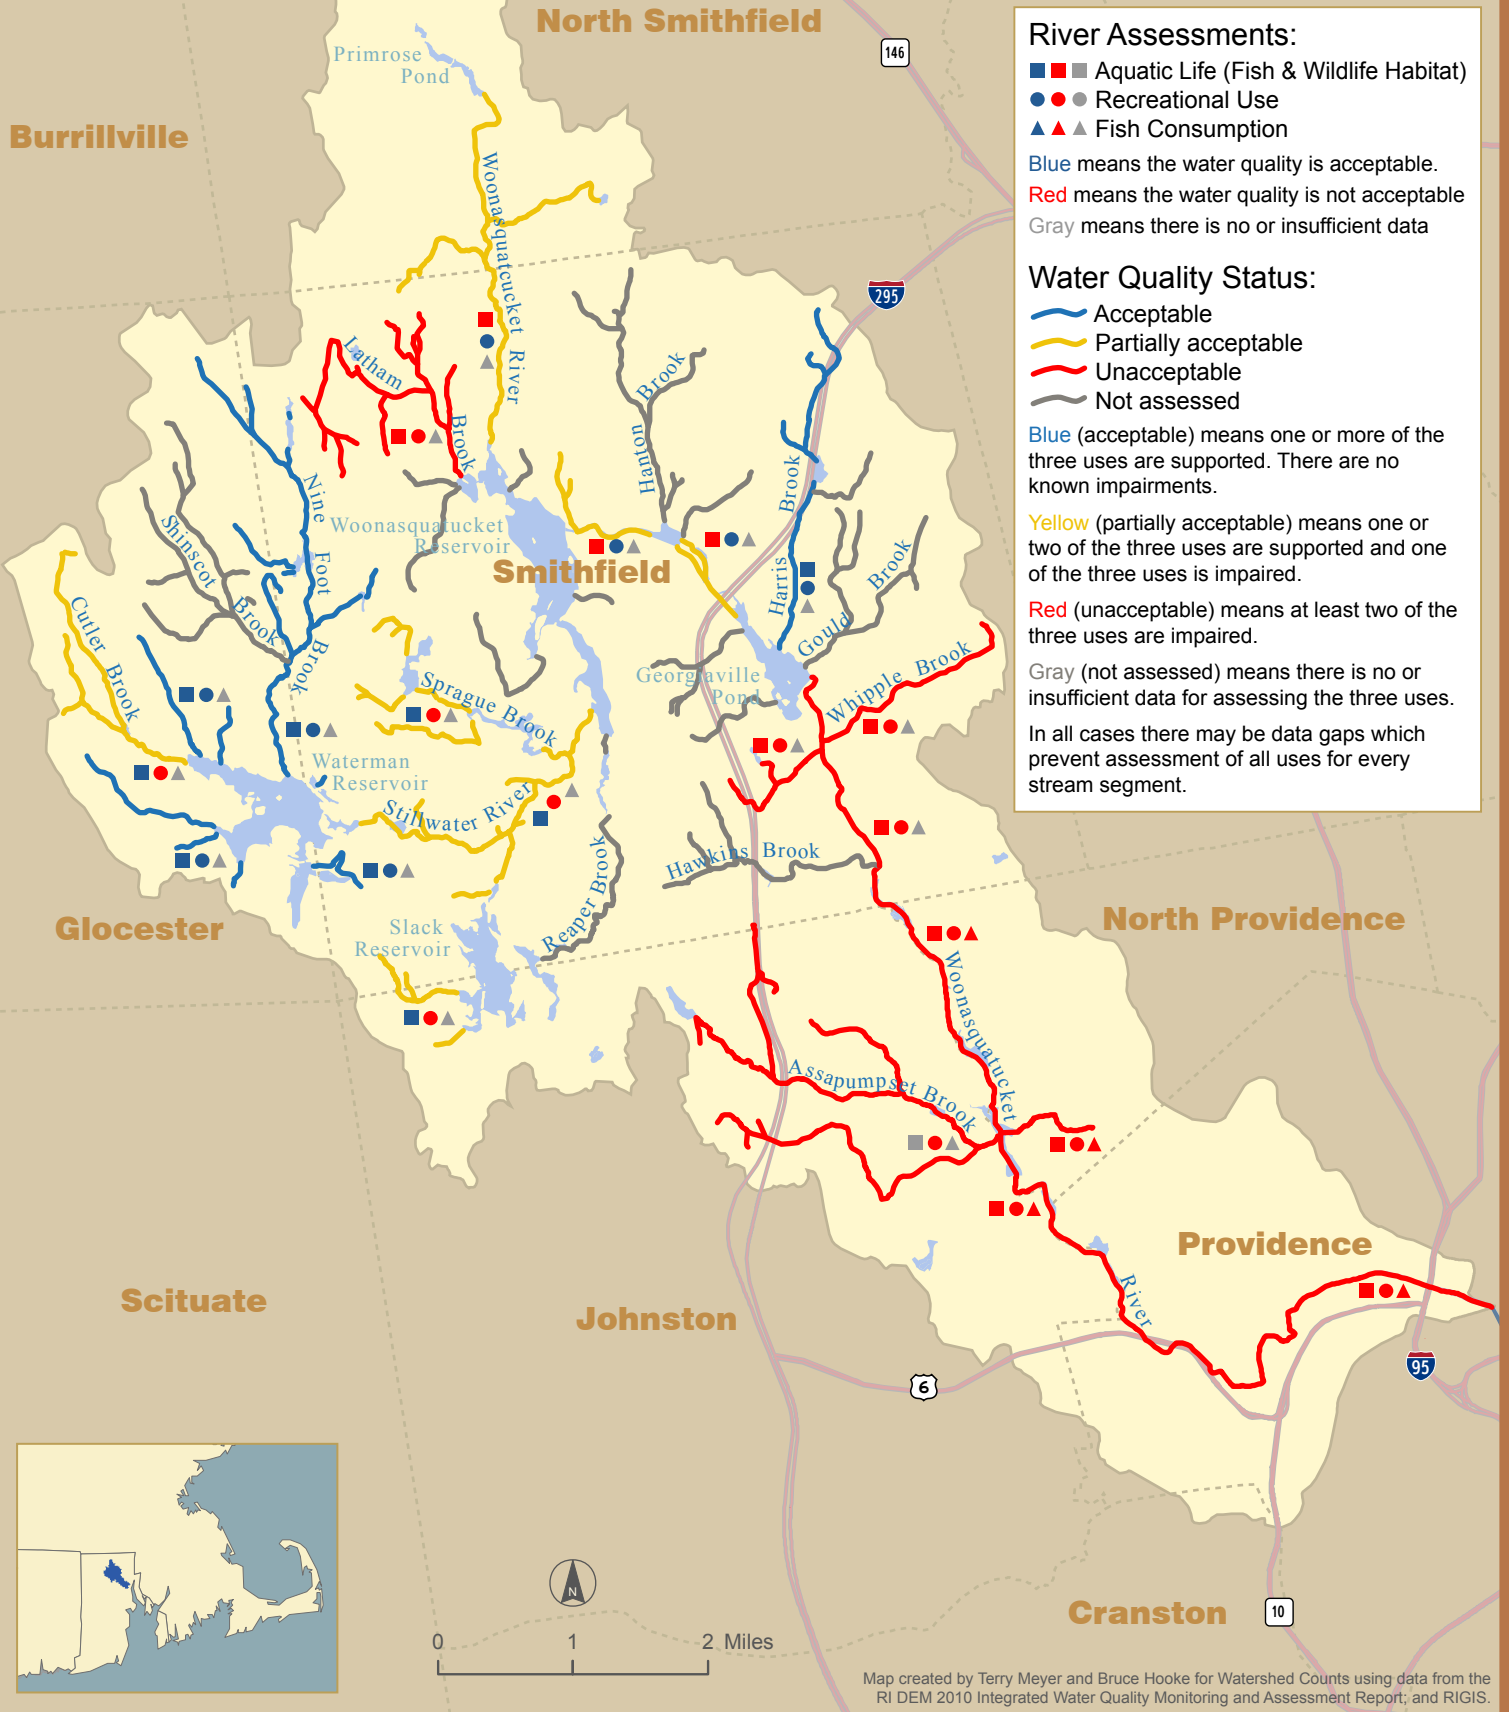 North Smithfield
146
Primrose
Pond
Burrillville
River Assessments:
Aquatic Life (Fish & Wildlife Habitat)
Recreational Use
Fish Consumption
Blue means the water quality is acceptable.
Red means the water quality is not acceptable
Gray means there is no or insufficient data
Water Quality Status:
Acceptable
Partially acceptable
Unacceptable
Not assessed
Blue (acceptable) means one or more of the
three uses are supported. There are no
known impairments.
Yellow (partially acceptable) means one or
two of the three uses are supported and one
of the three uses is impaired.
Red (unacceptable) means at least two of the
three uses are impaired.
Gray (not assessed) means there is no or
insufficient data for assessing the three uses.
In all cases there may be data gaps which
prevent assessment of all uses for every
stream segment.
295
Woonasquatcucket River
Latham Brook
Hanton Brook
Harris Brook
Gould Brook
Whipple Brook
Nine Foot Brook
Shinscot Brook
Cutler Brook
Woonasquatucket
Reservoir
Smithfield
Georgiaville
Pond
Sprague Brook
Waterman
Reservoir
Stillwater River
Hawkins Brook
Reaper Brook
Slack
Reservoir
Glocester
North Providence
Woonasquatucket River
Assapumpset Brook
Providence
Scituate
Johnston
6
95
Cranston
10
N
0 1 2 Miles
Map created by Terry Meyer and Bruce Hooke for Watershed Counts using data from the
RI DEM 2010 Integrated Water Quality Monitoring and Assessment Report; and RIGIS.